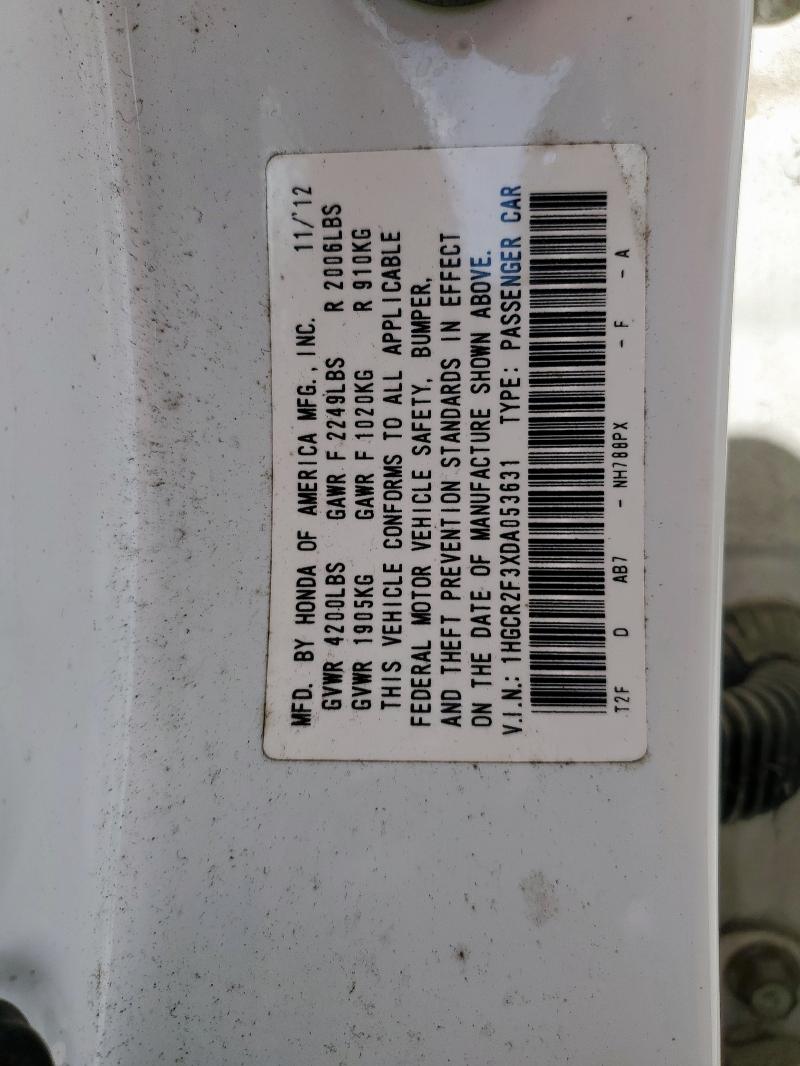 MFD. BY HONDA OF AMERICA MFG., INC. 11/'12
GVWR 4200LBS GAWR F 2249LBS R 2006LBS
GVWR 1905KG GAWR F 1020KG R 910KG
THIS VEHICLE CONFORMS TO ALL APPLICABLE
FEDERAL MOTOR VEHICLE SAFETY, BUMPER,
AND THEFT PREVENTION STANDARDS IN EFFECT
ON THE DATE OF MANUFACTURE SHOWN ABOVE.
V.I.N.: 1HGCR2F3XDA053631 TYPE: PASSENGER CAR
T2F D AB7 - NH788PX - F - A